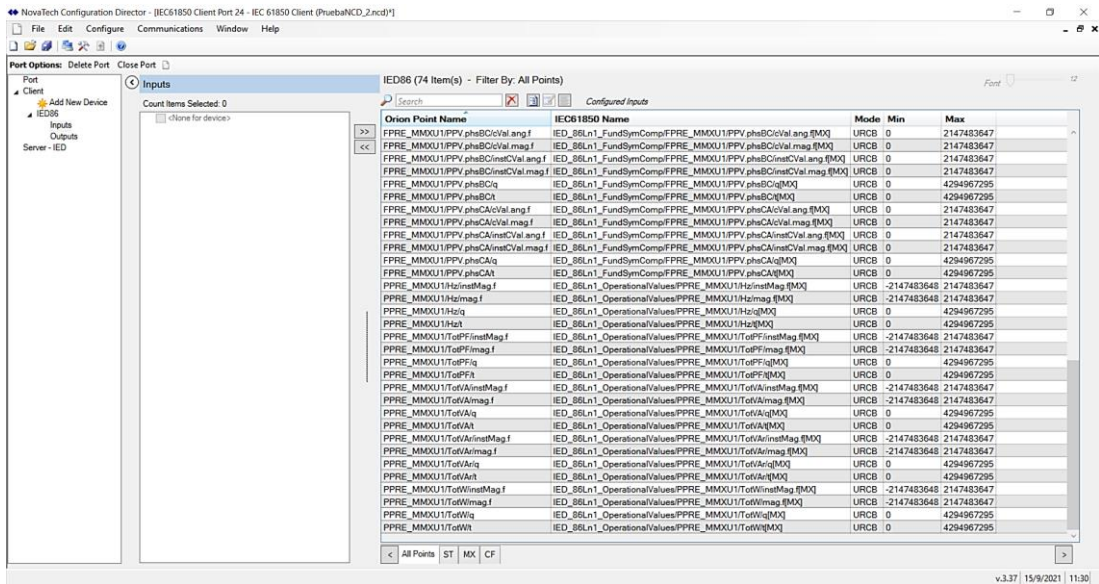 NovaTech Configuration Director - [IEC61850 Client Port 24 - IEC 61850 Client (PruebaNCD_2.ncd)*]
File Edit Configure Communications Window Help
Port Options: Delete Port Close Port
Port
Client
Add New Device
IED86
Inputs
Outputs
Server - IED
Inputs
Count Items Selected: 0
<None for device>
>>
<<
IED86 (74 Item(s) - Filter By: All Points)
Font 12
Search
Configured Inputs
Orion Point Name IEC61850 Name Mode Min Max
FPRE_MMXU1/PPV.phsBC/cVal.ang.f IED_86Ln1_FundSymComp/FPRE_MMXU1/PPV.phsBC/cVal.ang.f[MX] URCB 0 2147483647
FPRE_MMXU1/PPV.phsBC/cVal.mag.f IED_86Ln1_FundSymComp/FPRE_MMXU1/PPV.phsBC/cVal.mag.f[MX] URCB 0 2147483647
FPRE_MMXU1/PPV.phsBC/instCVal.ang.f IED_86Ln1_FundSymComp/FPRE_MMXU1/PPV.phsBC/instCVal.ang.f[MX] URCB 0 2147483647
FPRE_MMXU1/PPV.phsBC/instCVal.mag.f IED_86Ln1_FundSymComp/FPRE_MMXU1/PPV.phsBC/instCVal.mag.f[MX] URCB 0 2147483647
FPRE_MMXU1/PPV.phsBC/q IED_86Ln1_FundSymComp/FPRE_MMXU1/PPV.phsBC/q[MX] URCB 0 4294967295
FPRE_MMXU1/PPV.phsBC/t IED_86Ln1_FundSymComp/FPRE_MMXU1/PPV.phsBC/t[MX] URCB 0 4294967295
FPRE_MMXU1/PPV.phsCA/cVal.ang.f IED_86Ln1_FundSymComp/FPRE_MMXU1/PPV.phsCA/cVal.ang.f[MX] URCB 0 2147483647
FPRE_MMXU1/PPV.phsCA/cVal.mag.f IED_86Ln1_FundSymComp/FPRE_MMXU1/PPV.phsCA/cVal.mag.f[MX] URCB 0 2147483647
FPRE_MMXU1/PPV.phsCA/instCVal.ang.f IED_86Ln1_FundSymComp/FPRE_MMXU1/PPV.phsCA/instCVal.ang.f[MX] URCB 0 2147483647
FPRE_MMXU1/PPV.phsCA/instCVal.mag.f IED_86Ln1_FundSymComp/FPRE_MMXU1/PPV.phsCA/instCVal.mag.f[MX] URCB 0 2147483647
FPRE_MMXU1/PPV.phsCA/q IED_86Ln1_FundSymComp/FPRE_MMXU1/PPV.phsCA/q[MX] URCB 0 4294967295
FPRE_MMXU1/PPV.phsCA/t IED_86Ln1_FundSymComp/FPRE_MMXU1/PPV.phsCA/t[MX] URCB 0 4294967295
PPRE_MMXU1/Hz/instMag.f IED_86Ln1_OperationalValues/PPRE_MMXU1/Hz/instMag.f[MX] URCB -2147483648 2147483647
PPRE_MMXU1/Hz/mag.f IED_86Ln1_OperationalValues/PPRE_MMXU1/Hz/mag.f[MX] URCB -2147483648 2147483647
PPRE_MMXU1/Hz/q IED_86Ln1_OperationalValues/PPRE_MMXU1/Hz/q[MX] URCB 0 4294967295
PPRE_MMXU1/Hz/t IED_86Ln1_OperationalValues/PPRE_MMXU1/Hz/t[MX] URCB 0 4294967295
PPRE_MMXU1/TotPF/instMag.f IED_86Ln1_OperationalValues/PPRE_MMXU1/TotPF/instMag.f[MX] URCB -2147483648 2147483647
PPRE_MMXU1/TotPF/mag.f IED_86Ln1_OperationalValues/PPRE_MMXU1/TotPF/mag.f[MX] URCB -2147483648 2147483647
PPRE_MMXU1/TotPF/q IED_86Ln1_OperationalValues/PPRE_MMXU1/TotPF/q[MX] URCB 0 4294967295
PPRE_MMXU1/TotPF/t IED_86Ln1_OperationalValues/PPRE_MMXU1/TotPF/t[MX] URCB 0 4294967295
PPRE_MMXU1/TotVA/instMag.f IED_86Ln1_OperationalValues/PPRE_MMXU1/TotVA/instMag.f[MX] URCB -2147483648 2147483647
PPRE_MMXU1/TotVA/mag.f IED_86Ln1_OperationalValues/PPRE_MMXU1/TotVA/mag.f[MX] URCB -2147483648 2147483647
PPRE_MMXU1/TotVA/q IED_86Ln1_OperationalValues/PPRE_MMXU1/TotVA/q[MX] URCB 0 4294967295
PPRE_MMXU1/TotVA/t IED_86Ln1_OperationalValues/PPRE_MMXU1/TotVA/t[MX] URCB 0 4294967295
PPRE_MMXU1/TotVAr/instMag.f IED_86Ln1_OperationalValues/PPRE_MMXU1/TotVAr/instMag.f[MX] URCB -2147483648 2147483647
PPRE_MMXU1/TotVAr/mag.f IED_86Ln1_OperationalValues/PPRE_MMXU1/TotVAr/mag.f[MX] URCB -2147483648 2147483647
PPRE_MMXU1/TotVAr/q IED_86Ln1_OperationalValues/PPRE_MMXU1/TotVAr/q[MX] URCB 0 4294967295
PPRE_MMXU1/TotVAr/t IED_86Ln1_OperationalValues/PPRE_MMXU1/TotVAr/t[MX] URCB 0 4294967295
PPRE_MMXU1/TotW/instMag.f IED_86Ln1_OperationalValues/PPRE_MMXU1/TotW/instMag.f[MX] URCB -2147483648 2147483647
PPRE_MMXU1/TotW/mag.f IED_86Ln1_OperationalValues/PPRE_MMXU1/TotW/mag.f[MX] URCB -2147483648 2147483647
PPRE_MMXU1/TotW/q IED_86Ln1_OperationalValues/PPRE_MMXU1/TotW/q[MX] URCB 0 4294967295
PPRE_MMXU1/TotW/t IED_86Ln1_OperationalValues/PPRE_MMXU1/TotW/t[MX] URCB 0 4294967295
< All Points ST MX CF >
v.3.37 15/9/2021 11:30